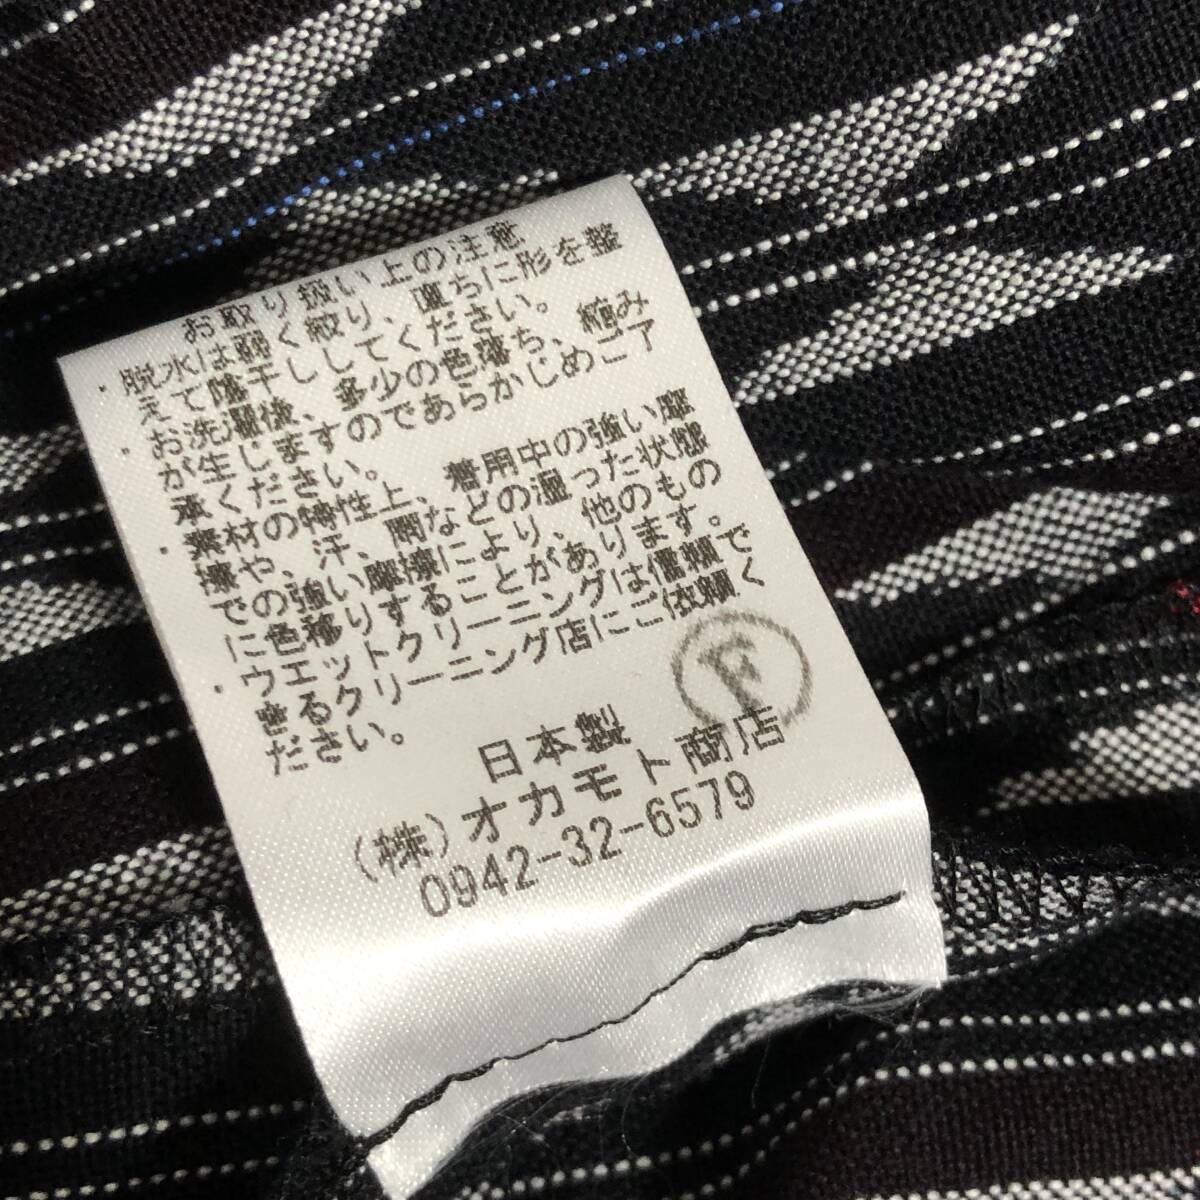 お取り扱い上の注意
・脱水は弱く絞り、直ちに形を整
えて陰干ししてください。
・お洗濯後、多少の色落ち、縮み
が生じますのであらかじめご了
承ください。
・素材の特性上、着用中の強い摩
擦や、汗、雨などの湿った状態
での強い摩擦により、他のもの
に色移りすることがあります。
・ウエットクリーニングは信頼で
きるクリーニング店にご依頼く
ださい。
F
日本製
(株)オカモト商店
0942-32-6579